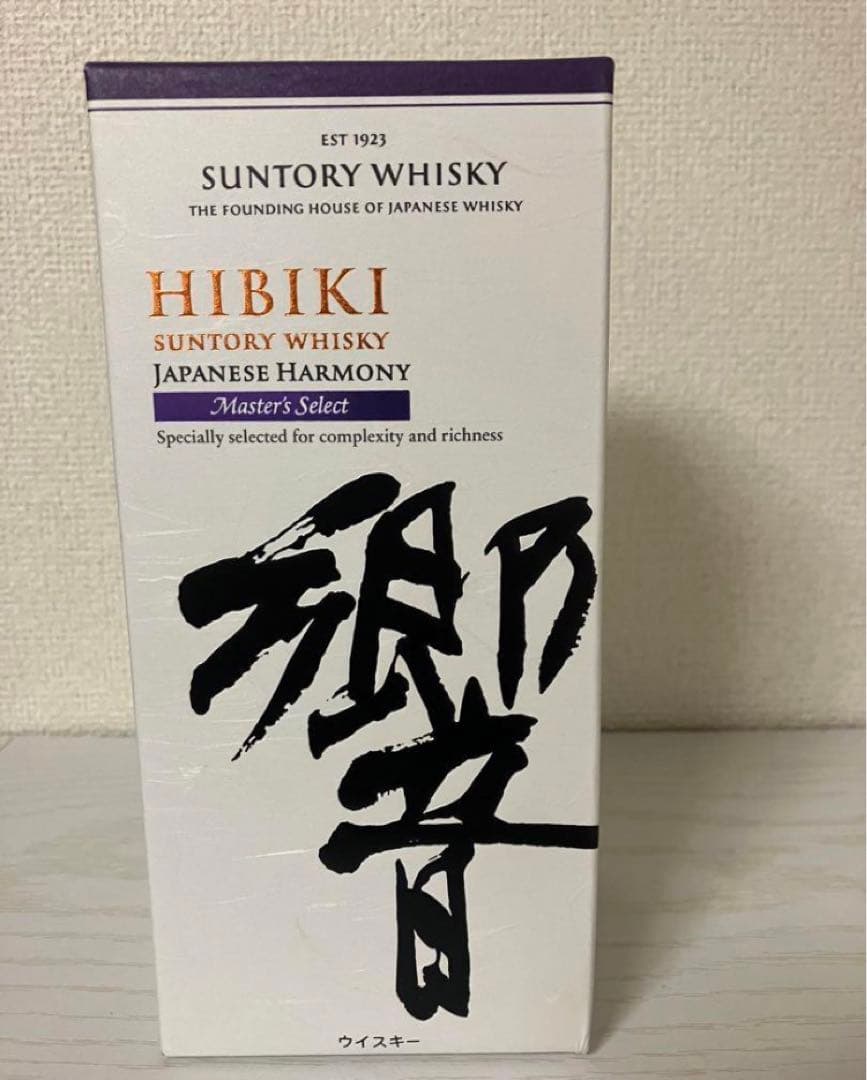 EST 1923
SUNTORY WHISKY
THE FOUNDING HOUSE OF JAPANESE WHISKY
HIBIKI
SUNTORY WHISKY
JAPANESE HARMONY
Master's Select
Specially selected for complexity and richness
響
ウイスキー